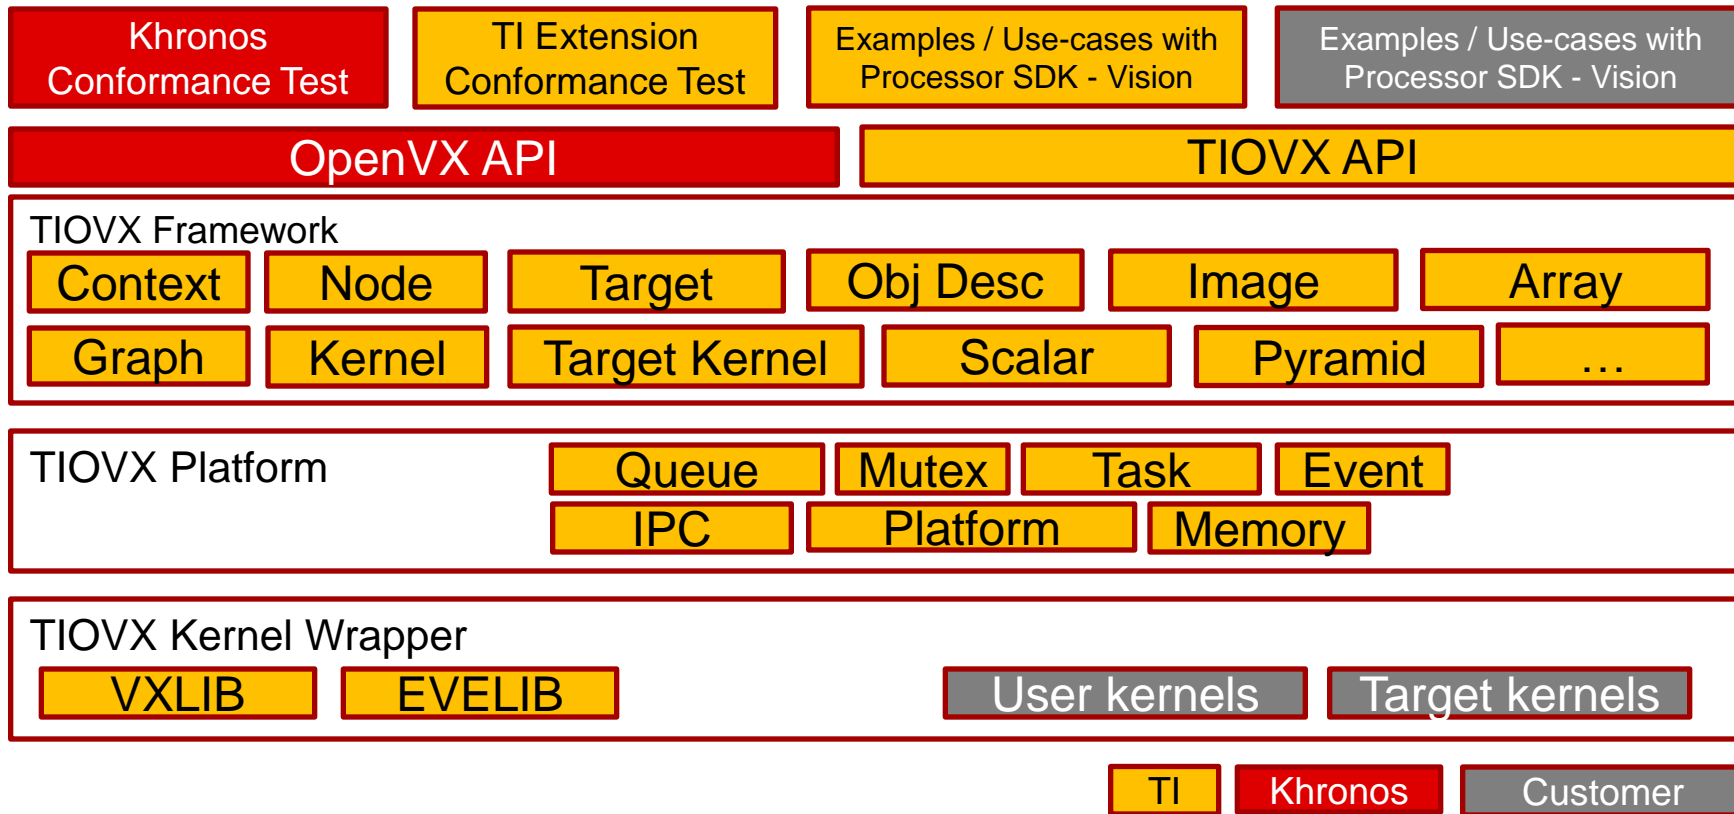 Khronos
Conformance Test
TI Extension
Conformance Test
Examples / Use-cases with
Processor SDK - Vision
Examples / Use-cases with
Processor SDK - Vision
OpenVX API
TIOVX API
TIOVX Framework
Context
Node
Target
Obj Desc
Image
Array
Graph
Kernel
Target Kernel
Scalar
Pyramid
…
TIOVX Platform
Queue
Mutex
Task
Event
IPC
Platform
Memory
TIOVX Kernel Wrapper
VXLIB
EVELIB
User kernels
Target kernels
TI
Khronos
Customer